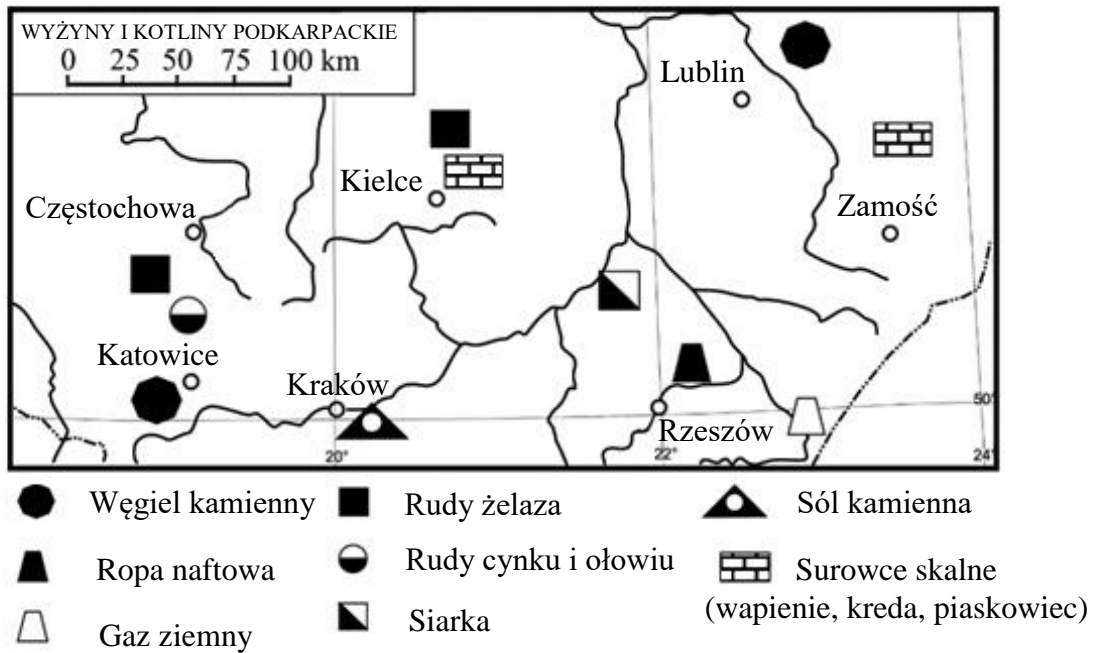 WYŻYNY I KOTLINY PODKARPACKIE
0 25 50 75 100 km
Lublin
Kielce
Częstochowa
Zamość
Katowice
Kraków
Rzeszów
50°
20°
22°
24°
Węgiel kamienny
Rudy żelaza
Sól kamienna
Ropa naftowa
Rudy cynku i ołowiu
Surowce skalne
(wapienie, kreda, piaskowiec)
Gaz ziemny
Siarka